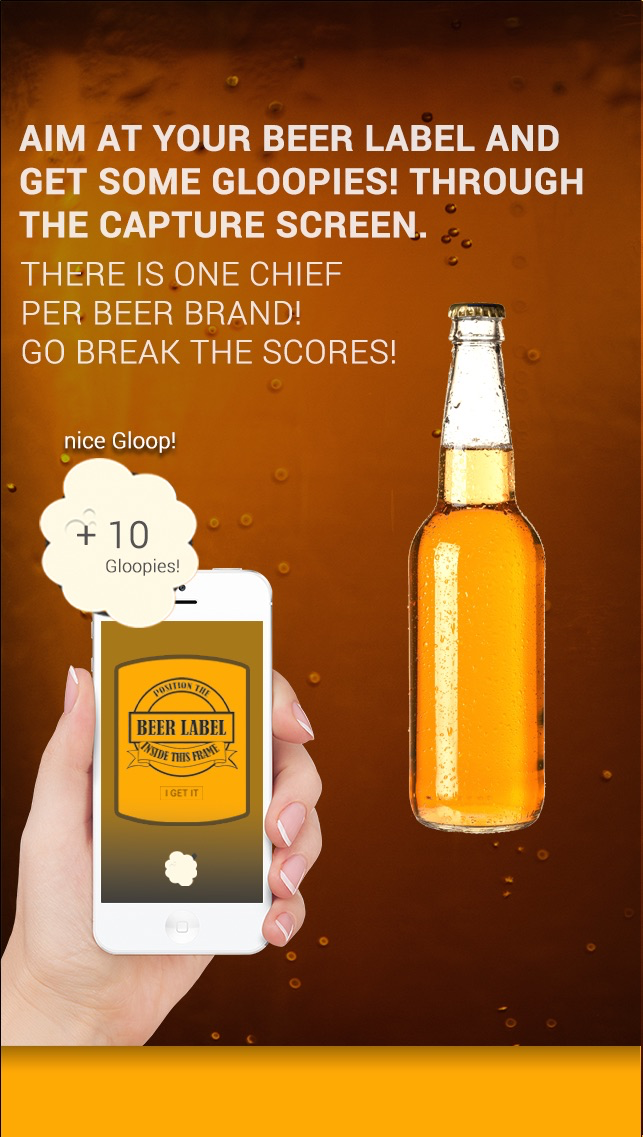 AIM AT YOUR BEER LABEL AND
GET SOME GLOOPIES! THROUGH
THE CAPTURE SCREEN.
THERE IS ONE CHIEF
PER BEER BRAND!
GO BREAK THE SCORES!
nice Gloop!
+ 10
Gloopies!
POSITION THE
BEER LABEL
INSIDE THIS FRAME
I GET IT